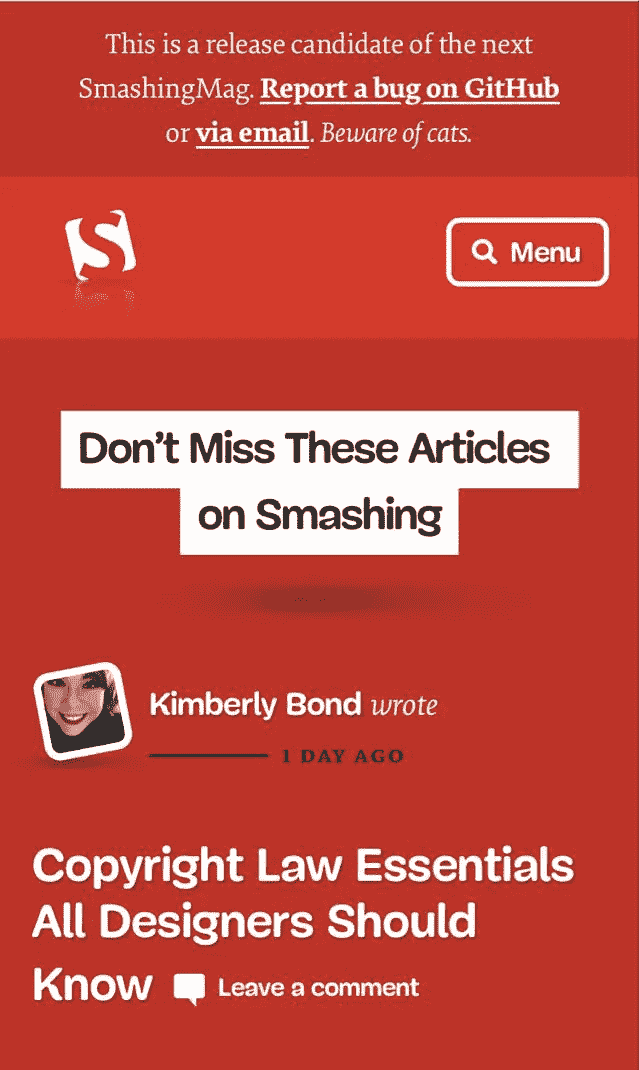 This is a release candidate of the next
SmashingMag. Report a bug on GitHub
or via email. Beware of cats.
S
Menu
Don’t Miss These Articles
on Smashing
Kimberly Bond wrote
1 DAY AGO
Copyright Law Essentials
All Designers Should
Know Leave a comment